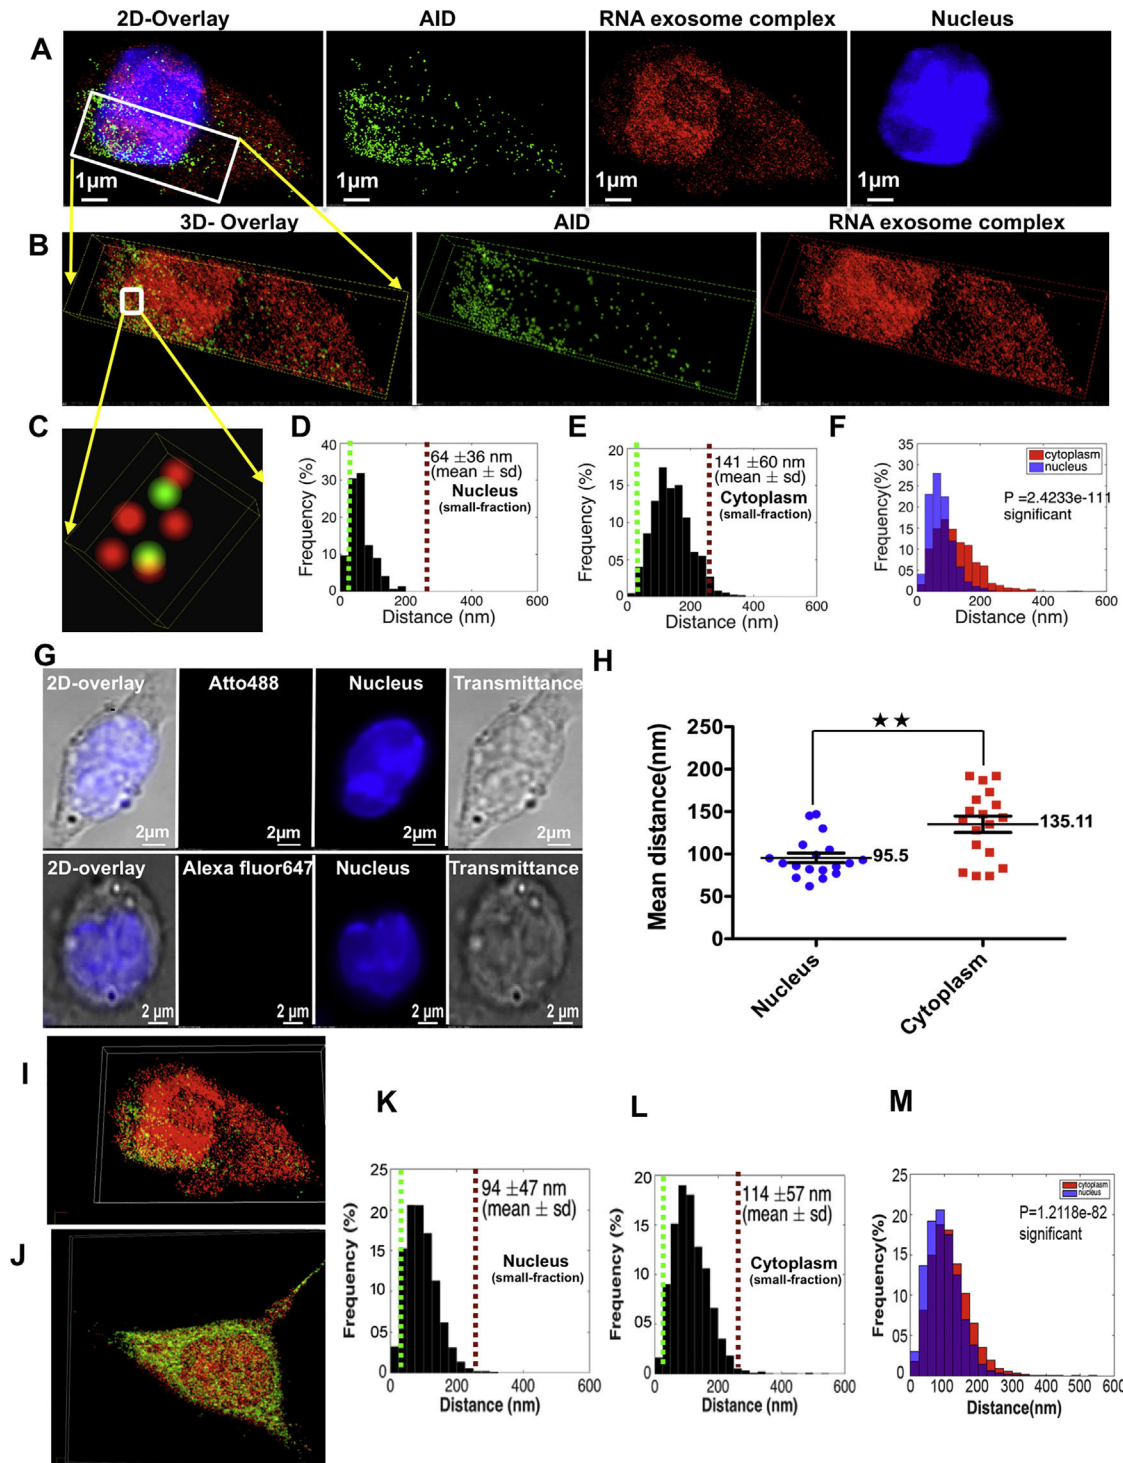 2D-Overlay AID RNA exosome complex Nucleus
A
1µm 1µm 1µm 1µm
3D- Overlay AID RNA exosome complex
B
C
D
40
30
20
10
0
Frequency (%)
64 ±36 nm
(mean ± sd)
Nucleus
(small-fraction)
0 200 400 600
Distance (nm)
E
20
15
10
05
0
Frequency (%)
141 ±60 nm
(mean ± sd)
Cytoplasm
(small-fraction)
0 200 400 600
Distance (nm)
F
35
30
25
20
15
10
05
0
Frequency (%)
cytoplasm
nucleus
P =2.4233e-111
significant
0 200 400 600
Distance (nm)
G
2D-overlay Atto488 Nucleus Transmittance
2µm 2µm 2µm 2µm
2D-overlay Alexa fluor647 Nucleus Transmittance
2 µm 2 µm 2 µm 2 µm
H
250
200
150
100
50
0
Mean distance(nm)
★★
95.5
135.11
Nucleus
Cytoplasm
I
J
K
25
20
15
10
05
0
Frequency (%)
94 ±47 nm
(mean ± sd)
Nucleus
(small-fraction)
0 200 400 600
Distance (nm)
L
20
15
10
05
0
Frequency (%)
114 ±57 nm
(mean ± sd)
Cytoplasm
(small-fraction)
0 200 400 600
Distance (nm)
M
25
20
15
10
05
0
Frequency(%)
cytoplasm
nucleus
P=1.2118e-82
significant
0 100 200 300 400 500 600
Distance(nm)